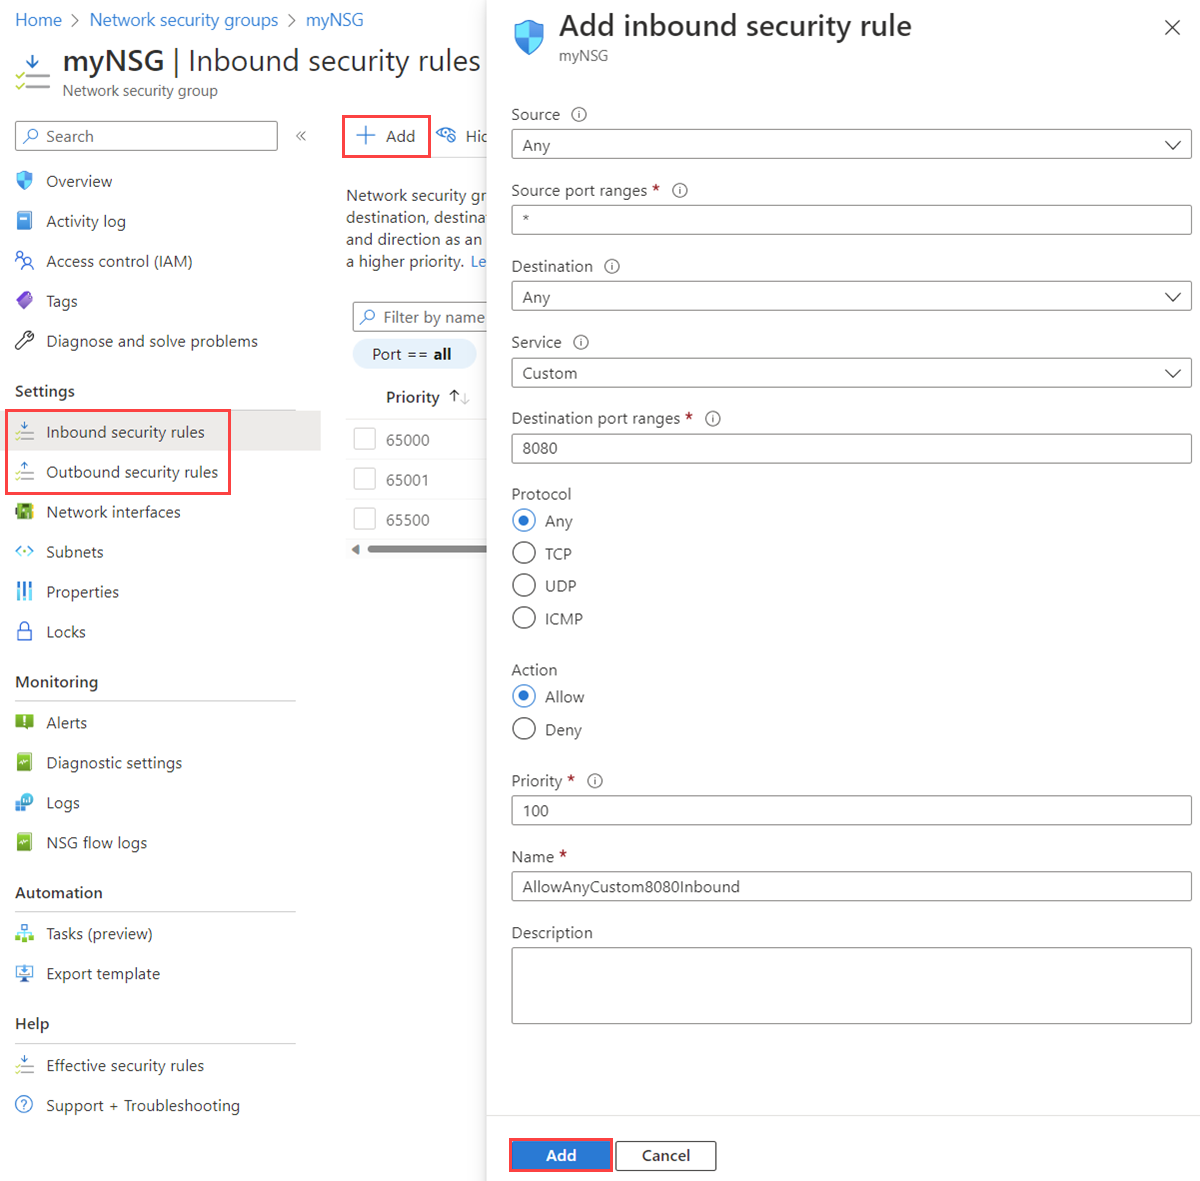 Home > Network security groups > myNSG
myNSG | Inbound security rules
Network security group
Search
«
Overview
Activity log
Access control (IAM)
Tags
Diagnose and solve problems
Settings
Inbound security rules
Outbound security rules
Network interfaces
Subnets
Properties
Locks
Monitoring
Alerts
Diagnostic settings
Logs
NSG flow logs
Automation
Tasks (preview)
Export template
Help
Effective security rules
Support + Troubleshooting
+ Add
Hid
Network security gr
destination, destina
and direction as an
a higher priority. Le
Filter by name
Port == all
Priority ↑↓
65000
65001
65500
Add inbound security rule
myNSG
Source
Any
Source port ranges *
*
Destination
Any
Service
Custom
Destination port ranges *
8080
Protocol
Any
TCP
UDP
ICMP
Action
Allow
Deny
Priority *
100
Name *
AllowAnyCustom8080Inbound
Description
Add
Cancel